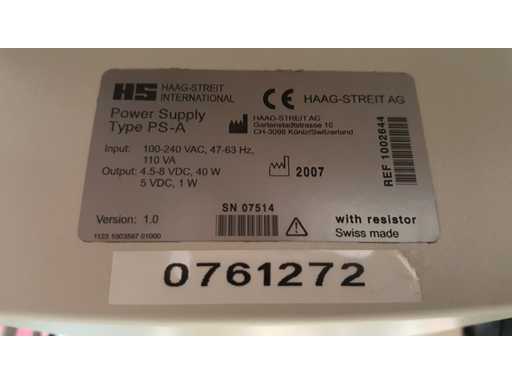 HS HAAG-STREIT
INTERNATIONAL
CE HAAG-STREIT AG
Power Supply
Type PS-A
HAAG-STREIT AG
Gartenstadtstrasse 10
CH-3098 Köniz/Switzerland
Input: 100-240 VAC, 47-63 Hz,
110 VA
Output: 4.5-8 VDC, 40 W
5 VDC, 1 W
2007
REF 1002644
SN 07514
Version: 1.0
with resistor
Swiss made
0761272